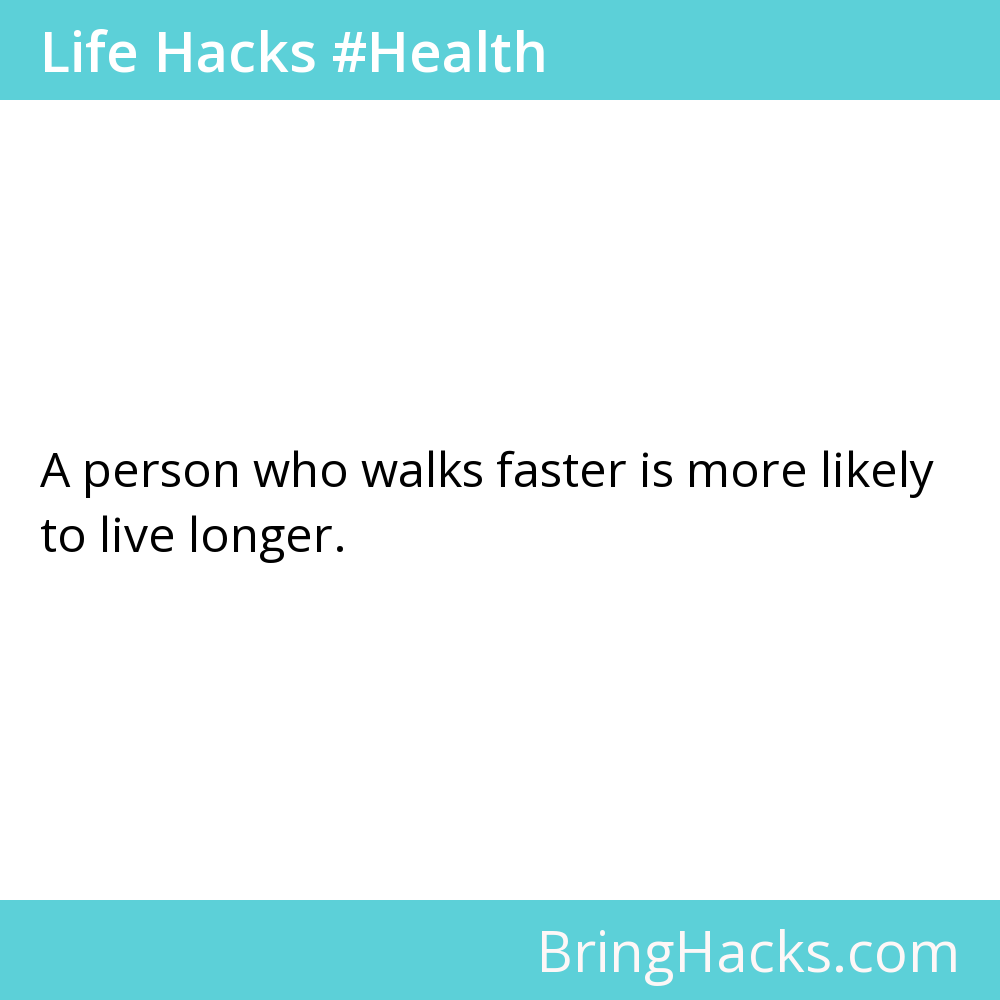 Life Hacks #Health
A person who walks faster is more likely
to live longer.
BringHacks.com